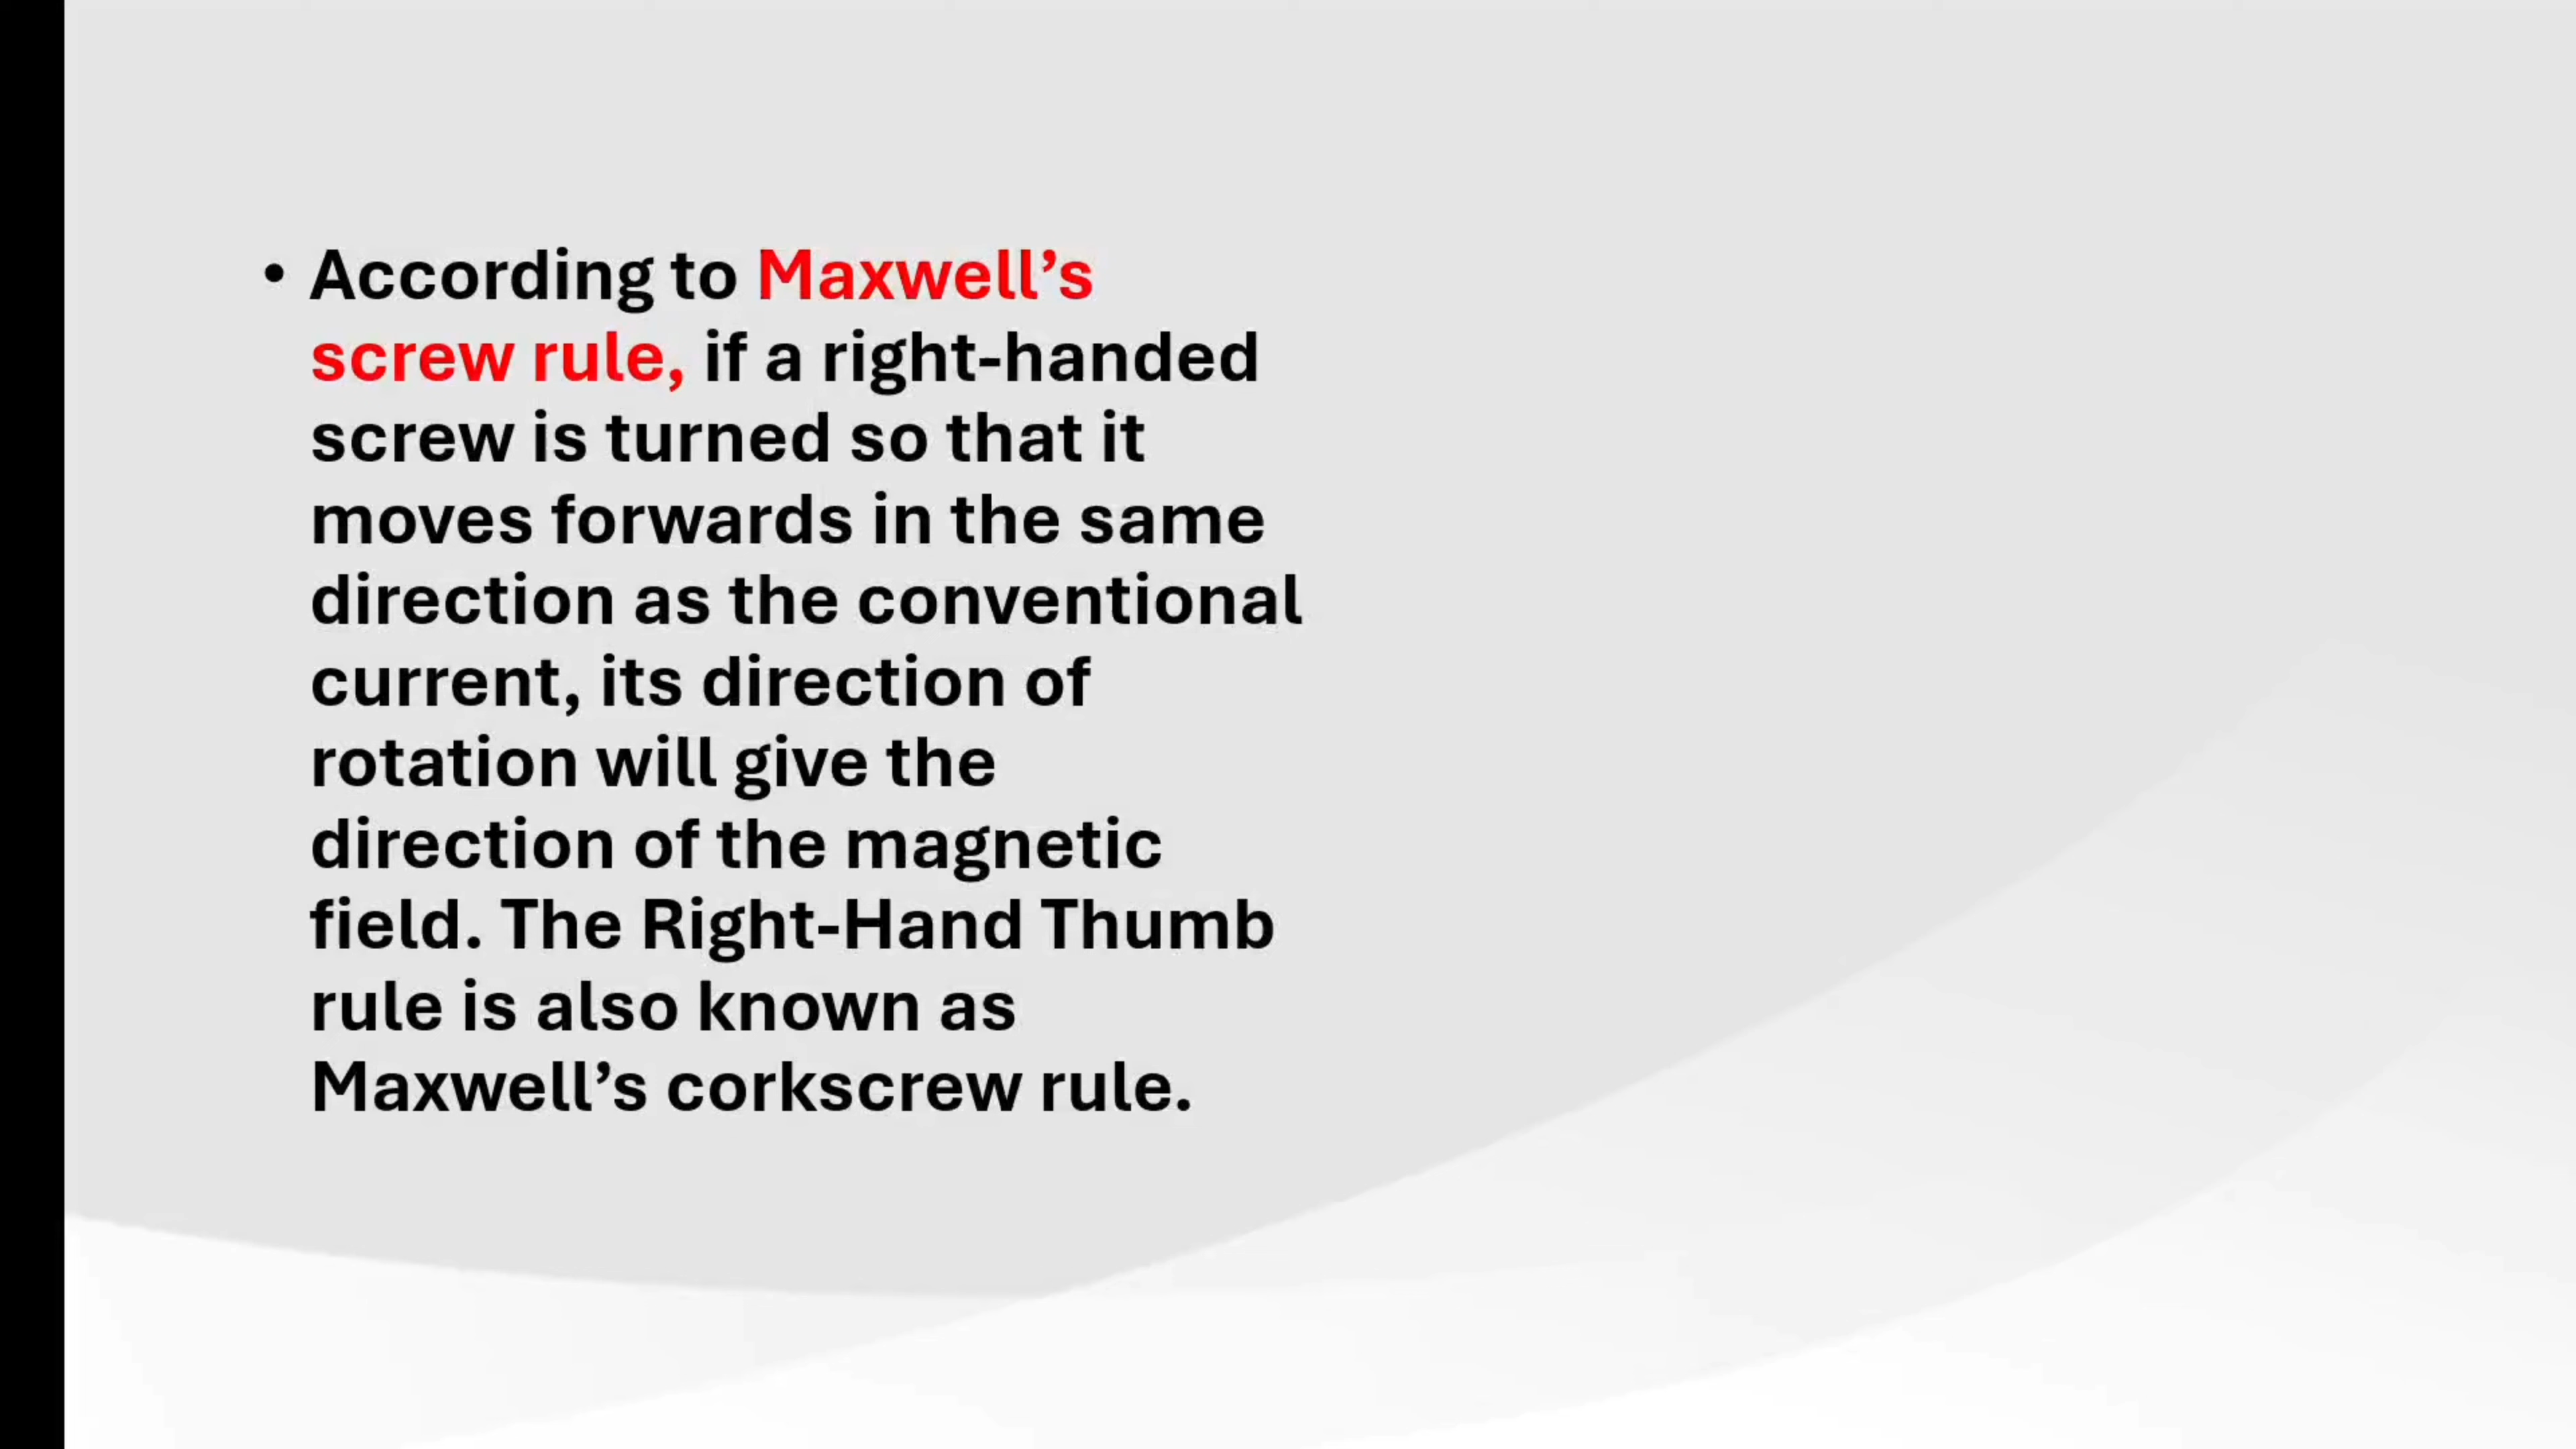 • According to Maxwell’s
screw rule, if a right-handed
screw is turned so that it
moves forwards in the same
direction as the conventional
current, its direction of
rotation will give the
direction of the magnetic
field. The Right-Hand Thumb
rule is also known as
Maxwell’s corkscrew rule.